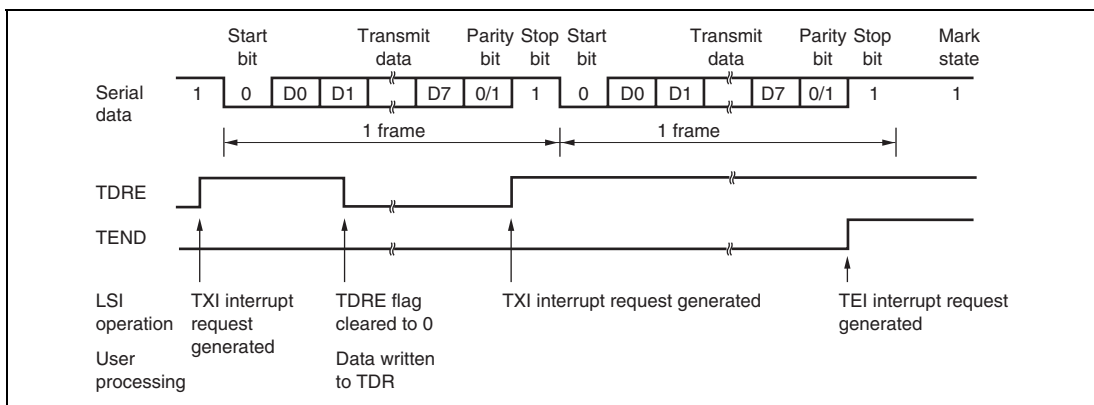 Start bit
Transmit data
Parity bit
Stop bit
Start bit
Transmit data
Parity bit
Stop bit
Mark state
Serial data
1 0 D0 D1 D7 0/1 1 0 D0 D1 D7 0/1 1 1
1 frame 1 frame
TDRE
TEND
LSI operation
TXI interrupt request generated
TDRE flag cleared to 0
TXI interrupt request generated
TEI interrupt request generated
User processing
Data written to TDR